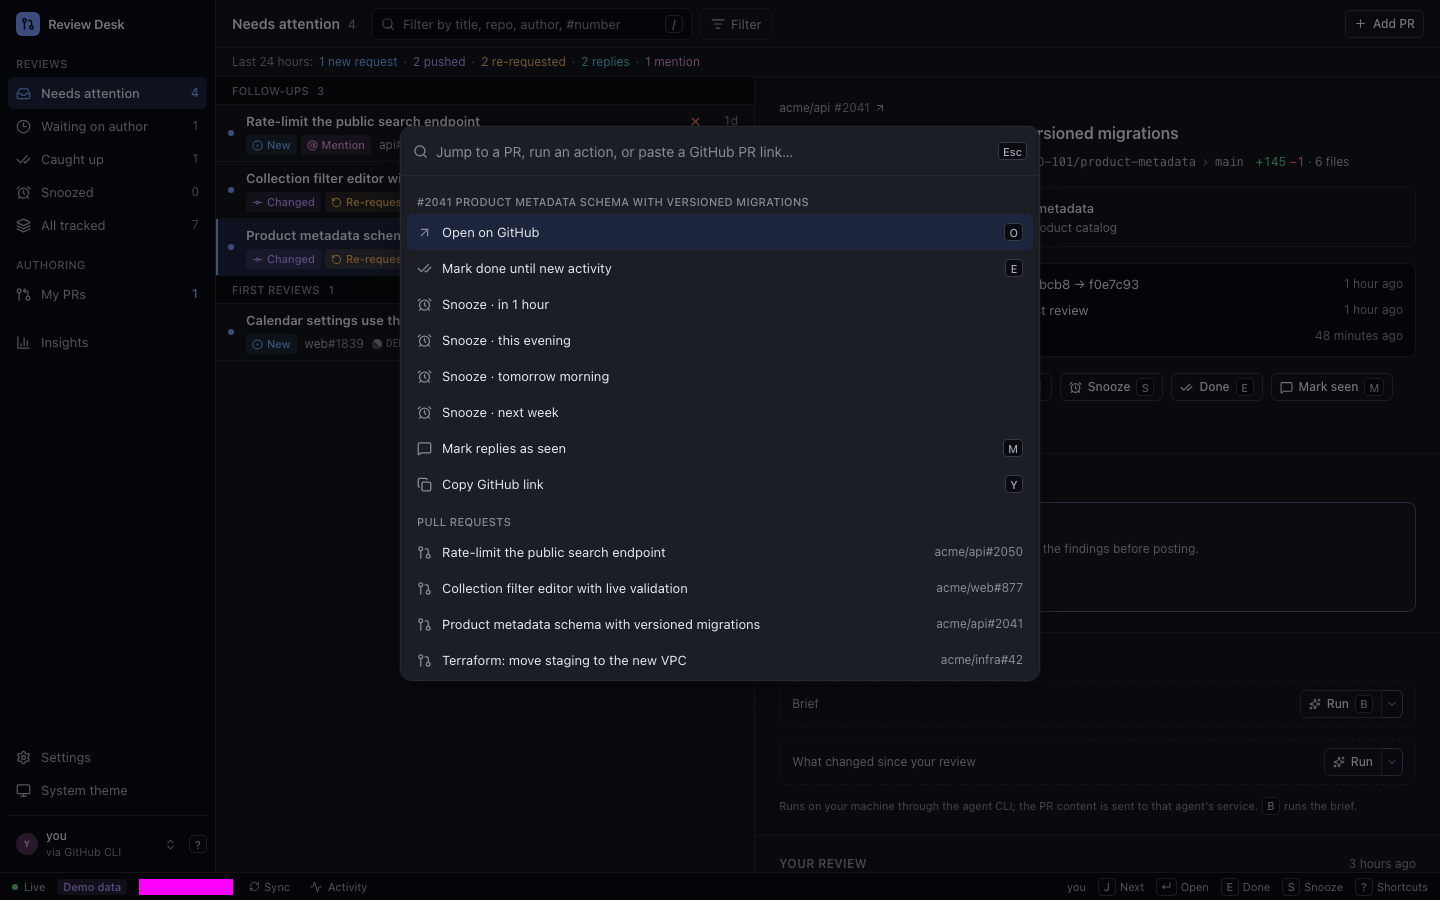 Review Desk
REVIEWS
Needs attention 4
Waiting on author 1
Caught up 1
Snoozed 0
All tracked 7
AUTHORING
My PRs 1
Insights
Settings
System theme
Y you
via GitHub CLI ?
Needs attention 4
Filter by title, repo, author, #number /
Filter
Add PR
Last 24 hours: 1 new request · 2 pushed · 2 re-requested · 2 replies · 1 mention
FOLLOW-UPS 3
Rate-limit the public search endpoint 1d
New @ Mention
Collection filter editor
Changed
Product metadata
Changed
FIRST REVIEWS 1
Calendar settings use
New web#1839
acme/api #2041
migrations
/product-metadata › main +145 −1 · 6 files
metadata
catalog
→ f0e7c93 1 hour ago
review 1 hour ago
48 minutes ago
Snooze S
Done E
Mark seen M
the findings before posting.
Brief Run B
What changed since your review Run
Runs on your machine through the agent CLI; the PR content is sent to that agent's service. B runs the brief.
YOUR REVIEW 3 hours ago
Jump to a PR, run an action, or paste a GitHub PR link... Esc
#2041 PRODUCT METADATA SCHEMA WITH VERSIONED MIGRATIONS
Open on GitHub O
Mark done until new activity E
Snooze · in 1 hour
Snooze · this evening
Snooze · tomorrow morning
Snooze · next week
Mark replies as seen M
Copy GitHub link Y
PULL REQUESTS
Rate-limit the public search endpoint acme/api#2050
Collection filter editor with live validation acme/web#877
Product metadata schema with versioned migrations acme/api#2041
Terraform: move staging to the new VPC acme/infra#42
Live Demo data Sync Activity you J Next Open E Done S Snooze ? Shortcuts